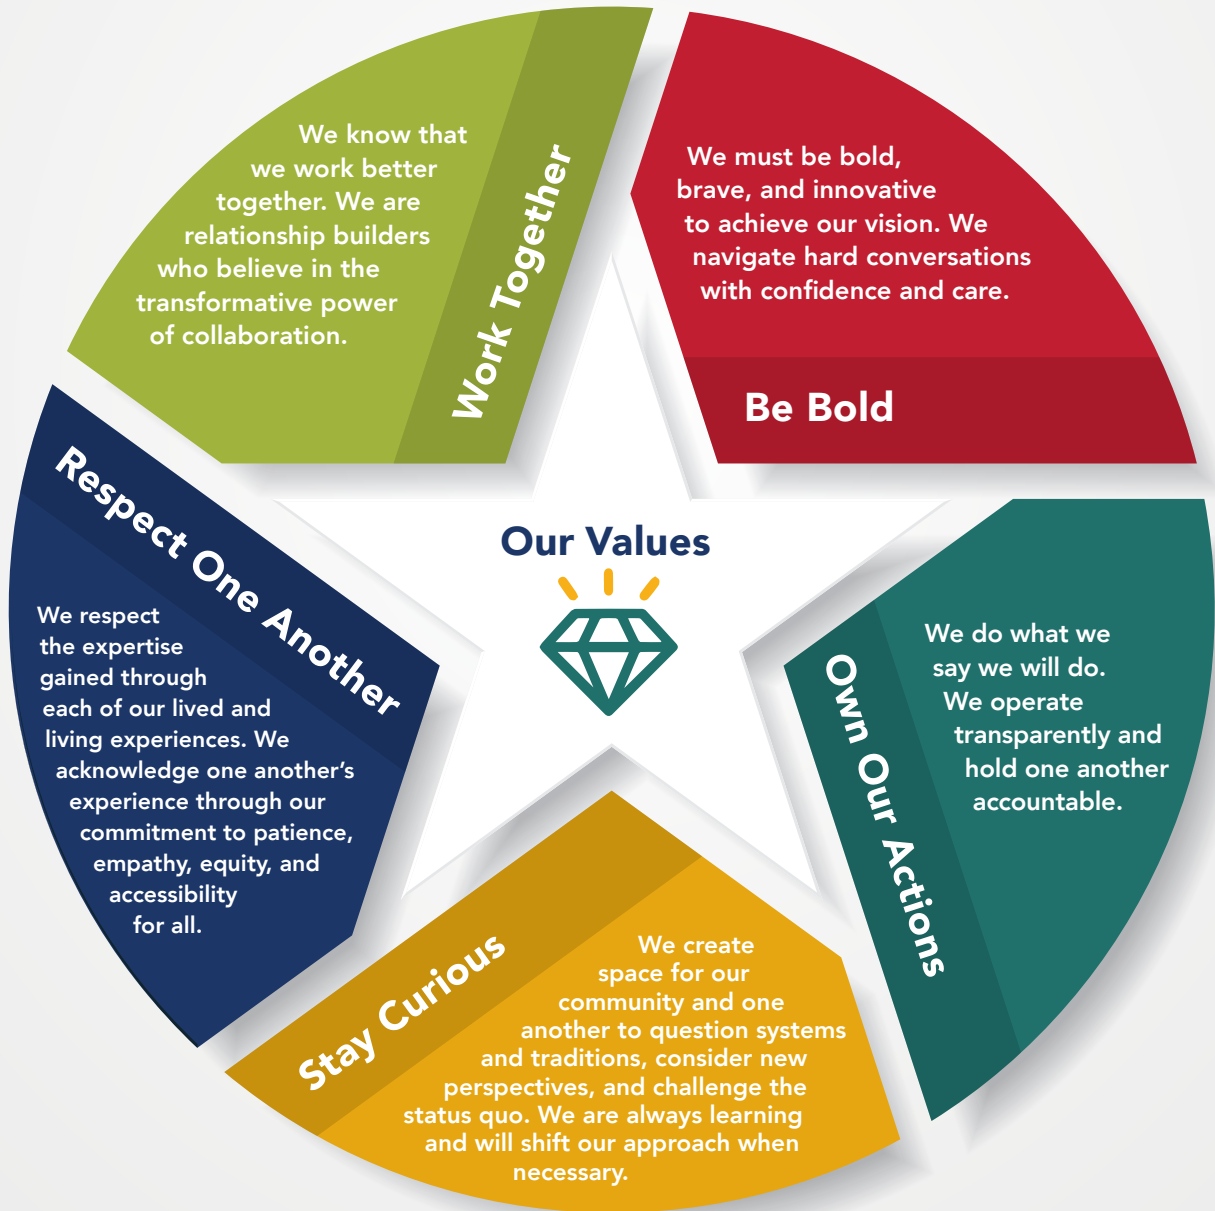 Our Values
Work Together
We know that
we work better
together. We are
relationship builders
who believe in the
transformative power
of collaboration.
Be Bold
We must be bold,
brave, and innovative
to achieve our vision. We
navigate hard conversations
with confidence and care.
Own Our Actions
We do what we
say we will do.
We operate
transparently and
hold one another
accountable.
Stay Curious
We create
space for our
community and one
another to question systems
and traditions, consider new
perspectives, and challenge the
status quo. We are always learning
and will shift our approach when
necessary.
Respect One Another
We respect
the expertise
gained through
each of our lived and
living experiences. We
acknowledge one another’s
experience through our
commitment to patience,
empathy, equity, and
accessibility
for all.